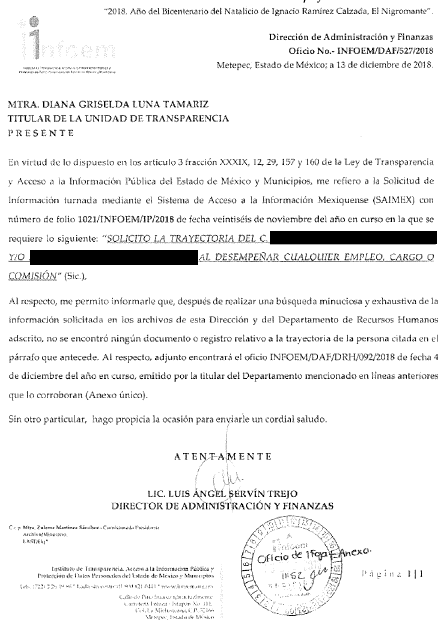 "2018. Año del Bicentenario del Natalicio de Ignacio Ramírez Calzada, El Nigromante".
infoem
Dirección de Administración y Finanzas
Oficio No.- INFOEM/DAF/527/2018
Metepec, Estado de México; a 13 de diciembre de 2018.
MTRA. DIANA GRISELDA LUNA TAMARIZ
TITULAR DE LA UNIDAD DE TRANSPARENCIA
P R E S E N T E
En virtud de lo dispuesto en los artículo 3 fracción XXXIX, 12, 29, 157 y 160 de la Ley de Transparencia
y Acceso a la Información Pública del Estado de México y Municipios, me refiero a la Solicitud de
Información turnada mediante el Sistema de Acceso a la Información Mexiquense (SAIMEX) con
número de folio 1021/INFOEM/IP/2018 de fecha veintiséis de noviembre del año en curso en la que se
requiere lo siguiente: "SOLICITO LA TRAYECTORIA DEL C.
Y/O AL DESEMPEÑAR CUALQUIER EMPLEO, CARGO O
COMISIÓN" (Sic.),
Al respecto, me permito informarle que, después de realizar una búsqueda minuciosa y exhaustiva de la
información solicitada en los archivos de esta Dirección y del Departamento de Recursos Humanos
adscrito, no se encontró ningún documento o registro relativo a la trayectoria de la persona citada en el
párrafo que antecede. Al respecto, adjunto encontrará el oficio INFOEM/DAF/DRH/092/2018 de fecha 4
de diciembre del año en curso, emitido por la titular del Departamento mencionado en líneas anteriores
que lo corroboran (Anexo único).
Sin otro particular, hago propicia la ocasión para enviarle un cordial saludo.
A T E N T A M E N T E
LIC. LUIS ÁNGEL SERVÍN TREJO
DIRECTOR DE ADMINISTRACIÓN Y FINANZAS
C.c.p. Mtra. Zulema Martínez Sánchez.- Comisionada Presidenta
Archivo/Minutario
Oficio de 1 foja + Anexo.
Instituto de Transparencia, Acceso a la Información Pública y
Protección de Datos Personales del Estado de México y Municipios
Página 1|1
Metepec, Estado de México